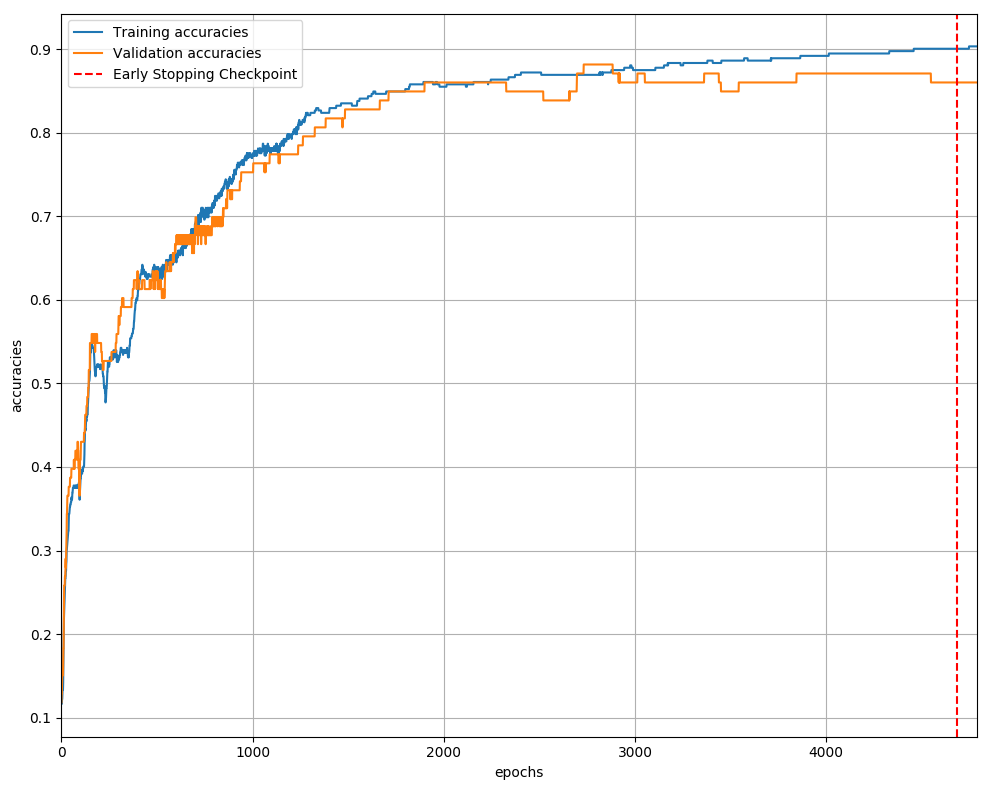 Training accuracies
Validation accuracies
Early Stopping Checkpoint
0.9
0.8
0.7
0.6
0.5
0.4
0.3
0.2
0.1
accuracies
0 1000 2000 3000 4000
epochs